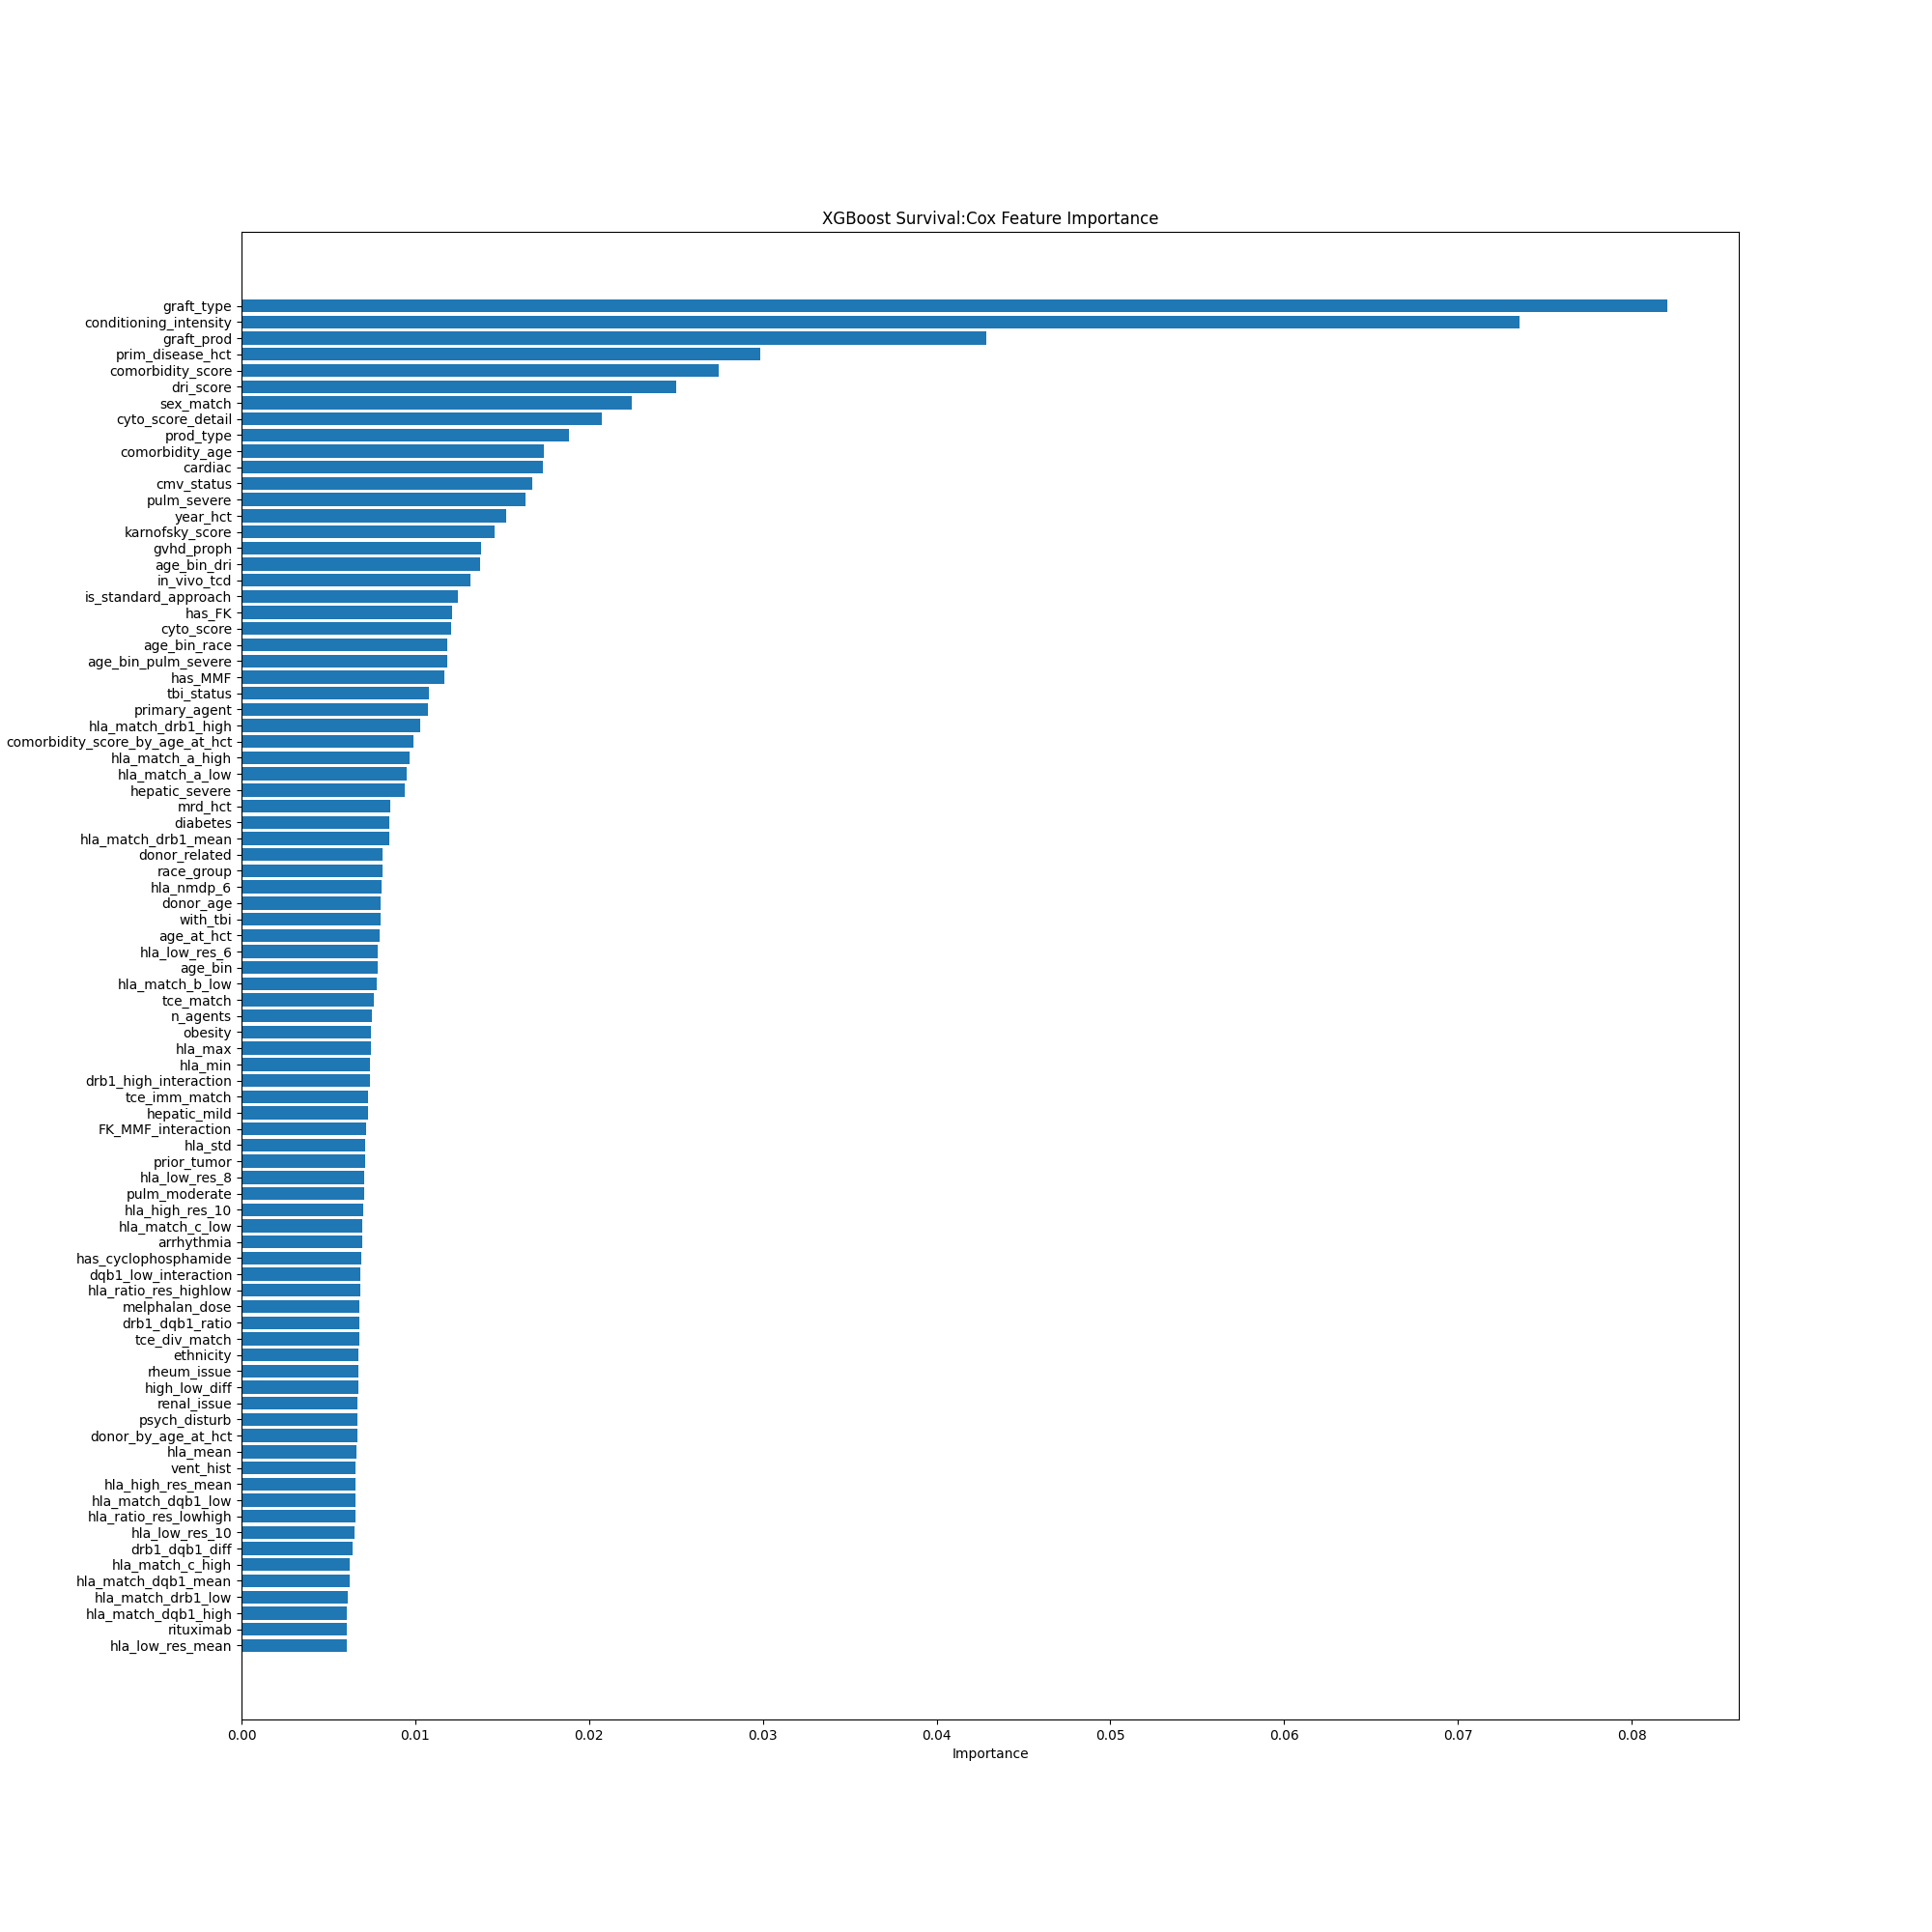 XGBoost Survival:Cox Feature Importance
graft_type
conditioning_intensity
graft_prod
prim_disease_hct
comorbidity_score
dri_score
sex_match
cyto_score_detail
prod_type
comorbidity_age
cardiac
cmv_status
pulm_severe
year_hct
karnofsky_score
gvhd_proph
age_bin_dri
in_vivo_tcd
is_standard_approach
has_FK
cyto_score
age_bin_race
age_bin_pulm_severe
has_MMF
tbi_status
primary_agent
hla_match_drb1_high
comorbidity_score_by_age_at_hct
hla_match_a_high
hla_match_a_low
hepatic_severe
mrd_hct
diabetes
hla_match_drb1_mean
donor_related
race_group
hla_nmdp_6
donor_age
with_tbi
age_at_hct
hla_low_res_6
age_bin
hla_match_b_low
tce_match
n_agents
obesity
hla_max
hla_min
drb1_high_interaction
tce_imm_match
hepatic_mild
FK_MMF_interaction
hla_std
prior_tumor
hla_low_res_8
pulm_moderate
hla_high_res_10
hla_match_c_low
arrhythmia
has_cyclophosphamide
dqb1_low_interaction
hla_ratio_res_highlow
melphalan_dose
drb1_dqb1_ratio
tce_div_match
ethnicity
rheum_issue
high_low_diff
renal_issue
psych_disturb
donor_by_age_at_hct
hla_mean
vent_hist
hla_high_res_mean
hla_match_dqb1_low
hla_ratio_res_lowhigh
hla_low_res_10
drb1_dqb1_diff
hla_match_c_high
hla_match_dqb1_mean
hla_match_drb1_low
hla_match_dqb1_high
rituximab
hla_low_res_mean
0.00 0.01 0.02 0.03 0.04 0.05 0.06 0.07 0.08
Importance